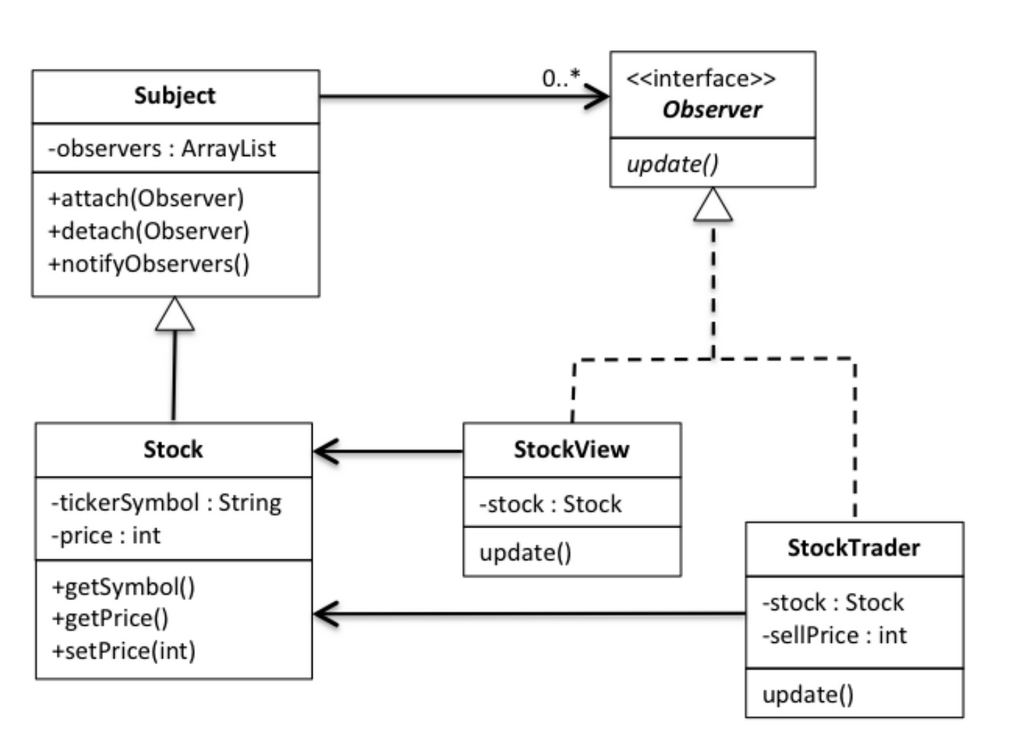 Subject
-observers : ArrayList
+attach(Observer)
+detach(Observer)
+notifyObservers()
0..*
<<interface>>
Observer
update()
Stock
-tickerSymbol : String
-price : int
+getSymbol()
+getPrice()
+setPrice(int)
StockView
-stock : Stock
update()
StockTrader
-stock : Stock
-sellPrice : int
update()